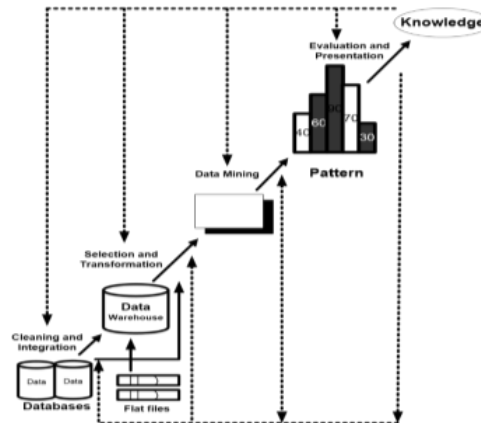 Knowledge
Evaluation and
Presentation
40
60
90
70
30
Pattern
Data Mining
Selection and
Transformation
Data
Warehouse
Cleaning and
Integration
Data
Data
Databases
Flat files